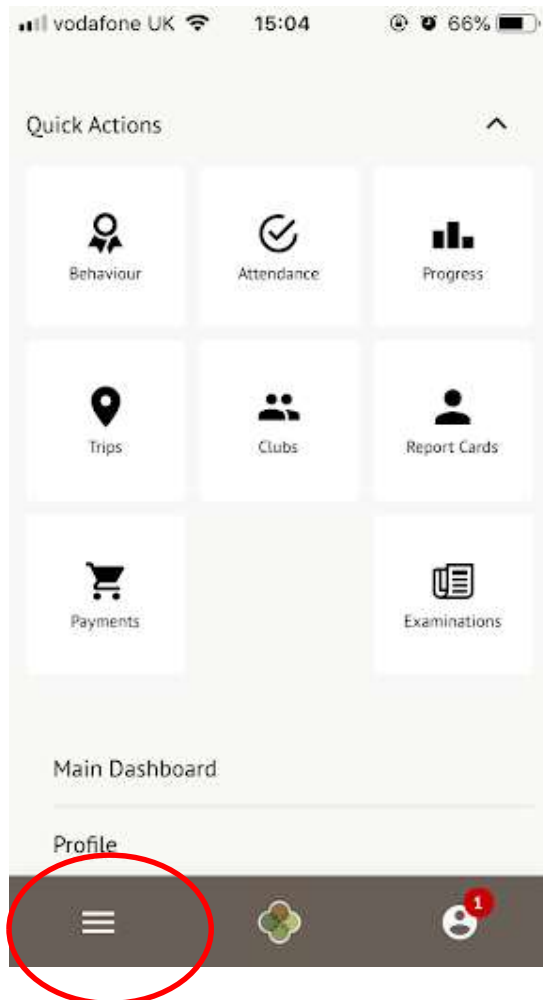 vodafone UK 15:04 66%
Quick Actions
Behaviour Attendance Progress
Trips Clubs Report Cards
Payments Examinations
Main Dashboard
Profile
1